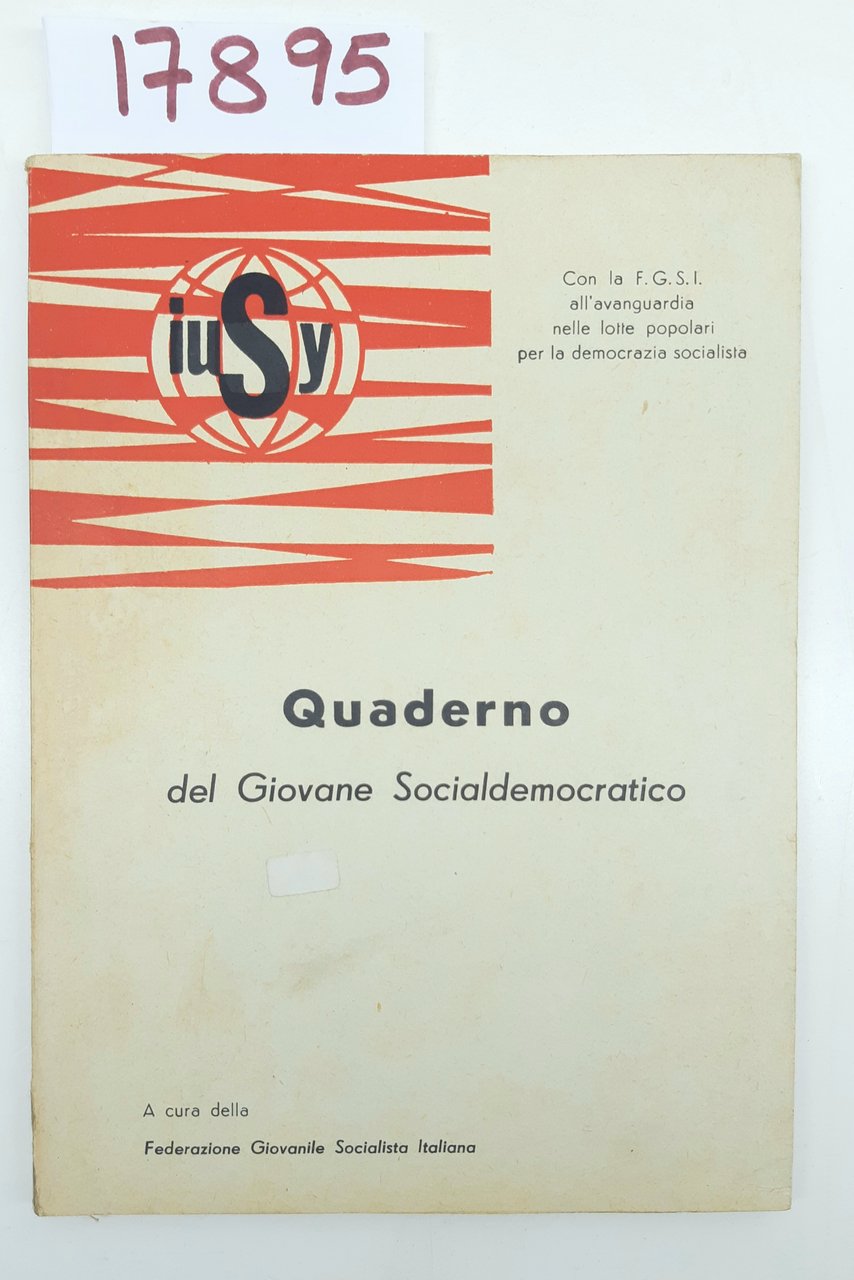 17895
iusy
Con la F.G.S.I.
all'avanguardia
nelle lotte popolari
per la democrazia socialista
Quaderno
del Giovane Socialdemocratico
A cura della
Federazione Giovanile Socialista Italiana